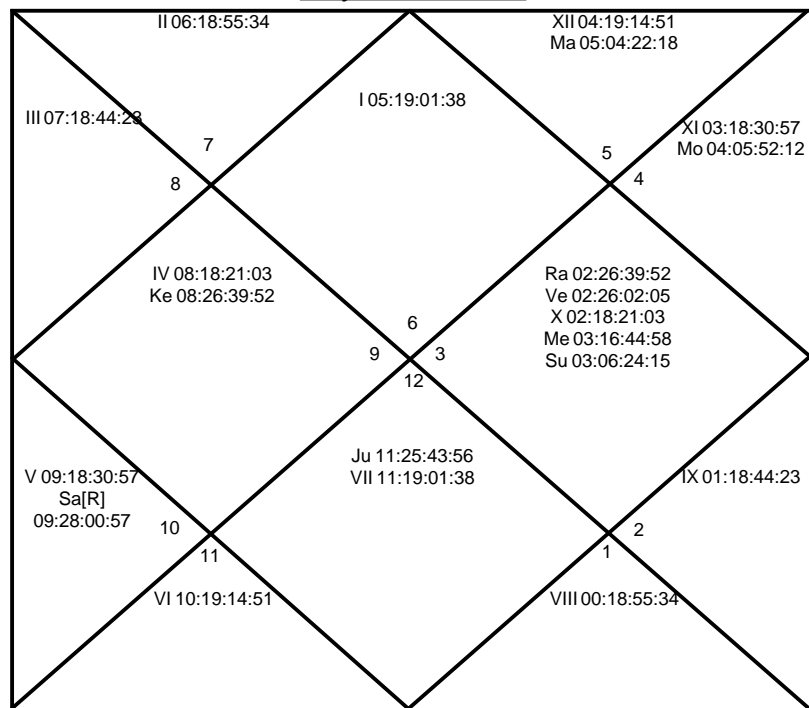 II 06:18:55:34
XII 04:19:14:51
Ma 05:04:22:18
I 05:19:01:38
III 07:18:44:23
XI 03:18:30:57
Mo 04:05:52:12
7
5
8
4
IV 08:18:21:03
Ke 08:26:39:52
Ra 02:26:39:52
Ve 02:26:02:05
X 02:18:21:03
Me 03:16:44:58
Su 03:06:24:15
6
9
3
12
Ju 11:25:43:56
VII 11:19:01:38
V 09:18:30:57
Sa[R]
09:28:00:57
IX 01:18:44:23
10
2
11
1
VI 10:19:14:51
VIII 00:18:55:34